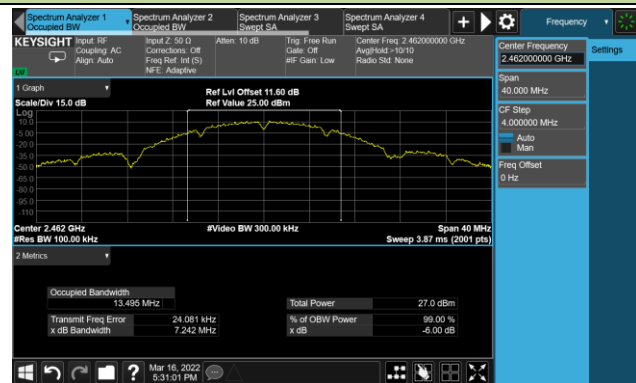 Spectrum Analyzer 1
Occupied BW
Spectrum Analyzer 2
Occupied BW
Spectrum Analyzer 3
Swept SA
Spectrum Analyzer 4
Swept SA
Frequency
KEYSIGHT
Input: RF
Coupling: AC
Align: Auto
Input Z: 50 Ω
Corrections: Off
Freq Ref: Int (S)
NFE: Adaptive
Atten: 10 dB
Trig: Free Run
Gate: Off
#IF Gain: Low
Center Freq: 2.462000000 GHz
Avg|Hold:>10/10
Radio Std: None
Center Frequency
2.462000000 GHz
Settings
Span
40.000 MHz
CF Step
4.000000 MHz
Auto
Man
Freq Offset
0 Hz
1 Graph
Scale/Div 15.0 dB
Ref Lvl Offset 11.60 dB
Ref Value 25.00 dBm
Log
10.0
-5.00
-20.0
-35.0
-50.0
-65.0
-80.0
-95.0
-110
Center 2.462 GHz
#Res BW 100.00 kHz
#Video BW 300.00 kHz
Span 40 MHz
Sweep 3.87 ms (2001 pts)
2 Metrics
Occupied Bandwidth
13.495 MHz
Total Power 27.0 dBm
Transmit Freq Error 24.081 kHz
% of OBW Power 99.00 %
x dB Bandwidth 7.242 MHz
x dB -6.00 dB
?
Mar 16, 2022
5:31:01 PM